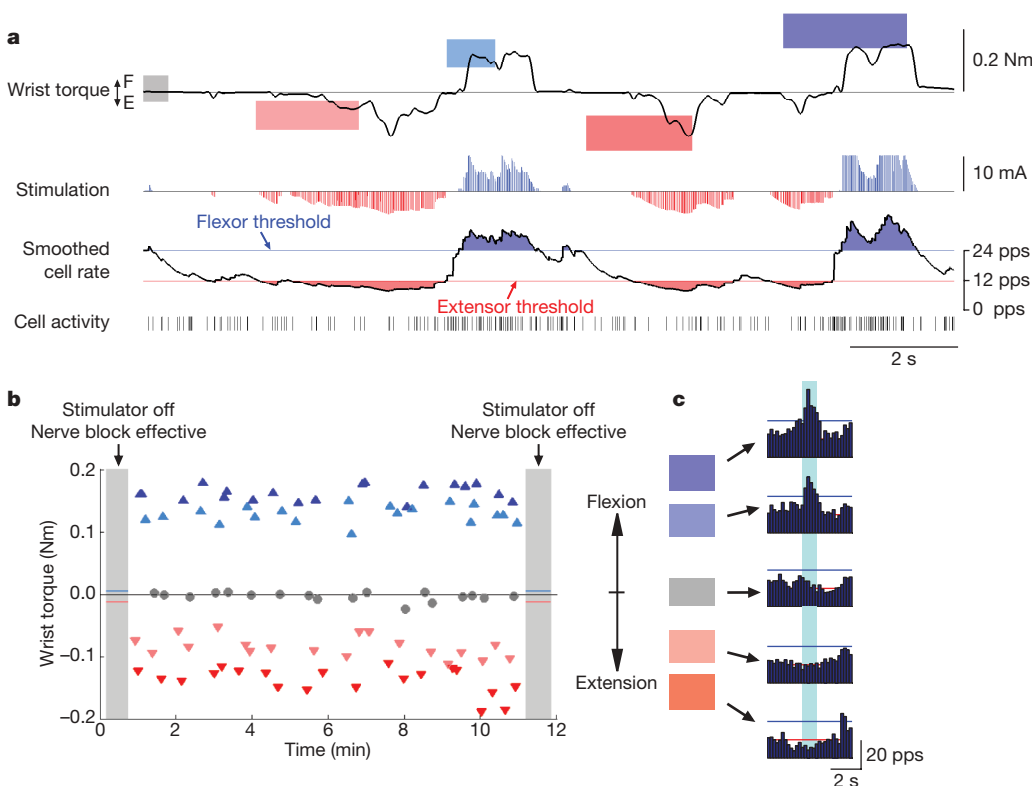 a
F
Wrist torque
E
0.2 Nm
Stimulation
10 mA
Flexor threshold
Smoothed
cell rate
24 pps
12 pps
0 pps
Extensor threshold
Cell activity
2 s
b
Stimulator off
Nerve block effective
Stimulator off
Nerve block effective
Wrist torque (Nm)
0.2
0.1
0.0
–0.1
–0.2
0
2
4
6
8
10
12
Time (min)
Flexion
Extension
c
20 pps
2 s